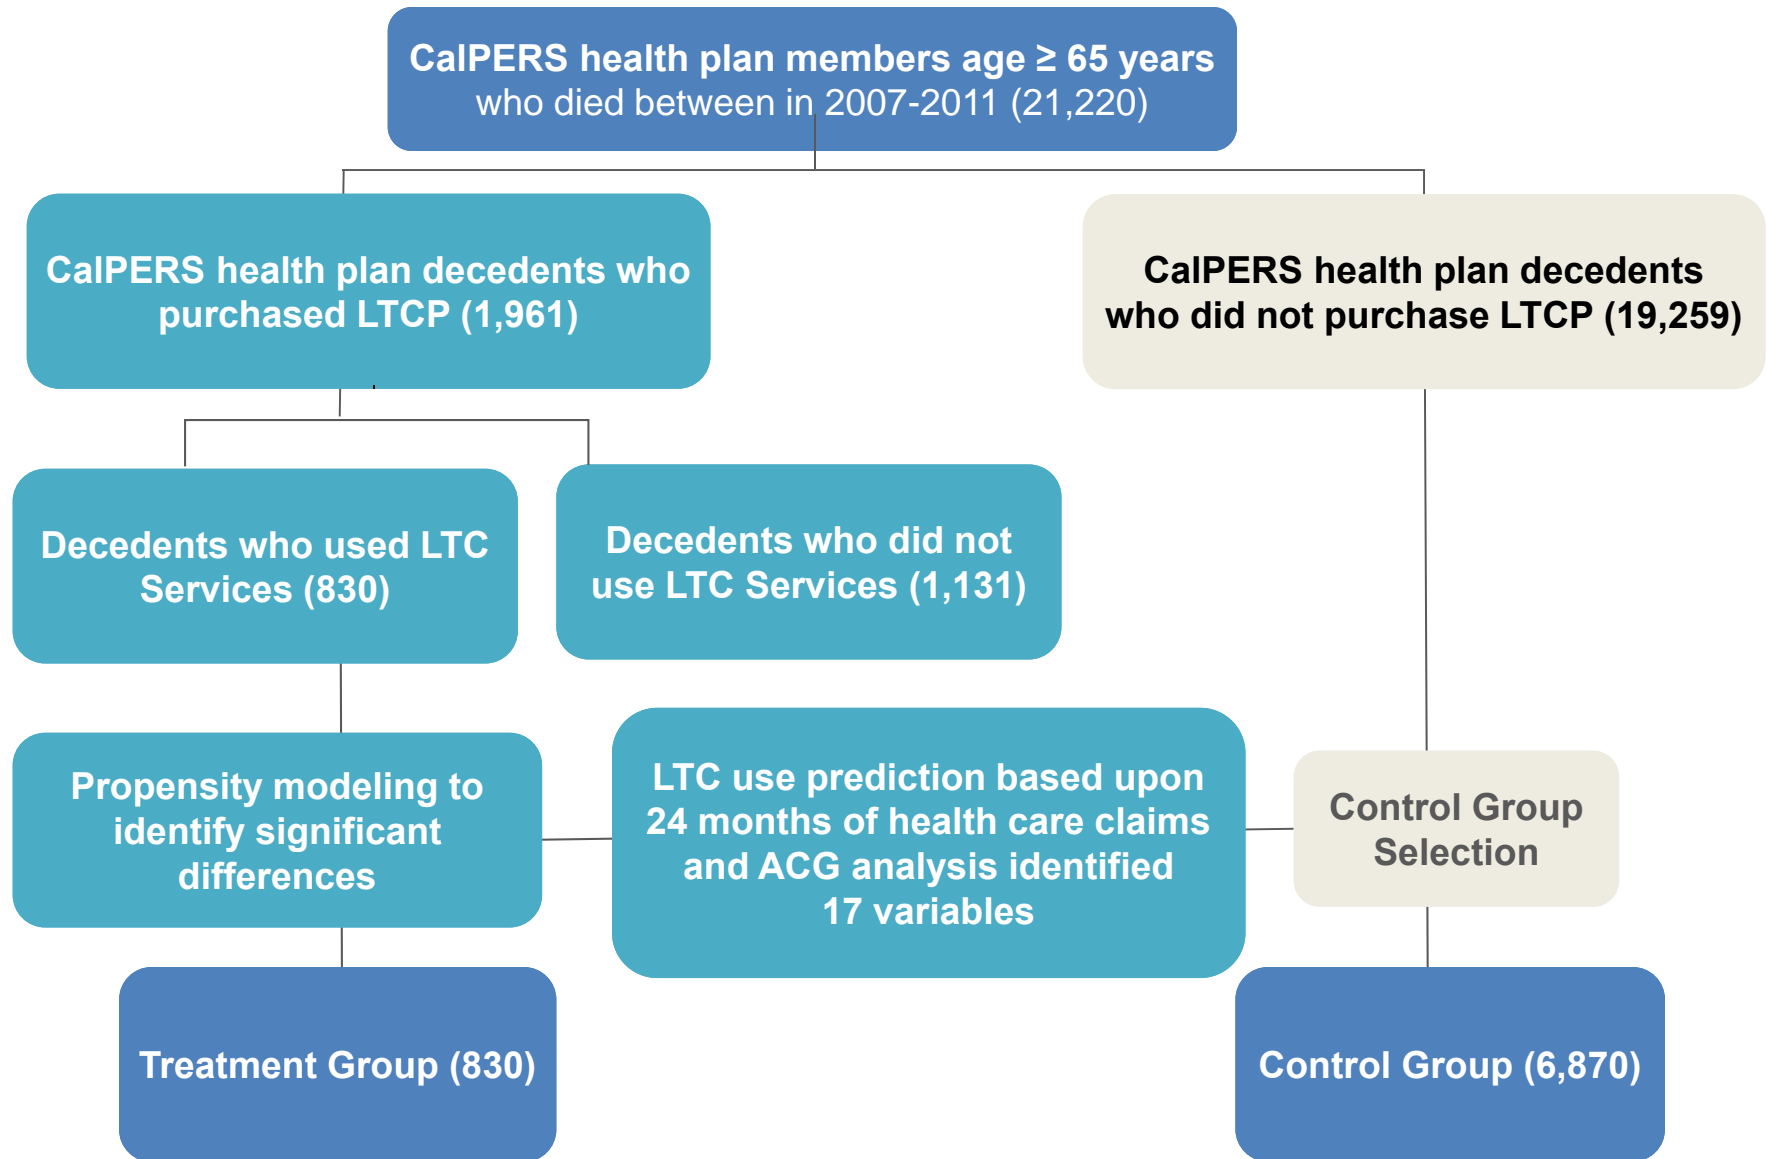 CalPERS health plan members age ≥ 65 years
who died between in 2007-2011 (21,220)
CalPERS health plan decedents who
purchased LTCP (1,961)
CalPERS health plan decedents
who did not purchase LTCP (19,259)
Decedents who used LTC
Services (830)
Decedents who did not
use LTC Services (1,131)
Propensity modeling to
identify significant
differences
LTC use prediction based upon
24 months of health care claims
and ACG analysis identified
17 variables
Control Group
Selection
Treatment Group (830)
Control Group (6,870)